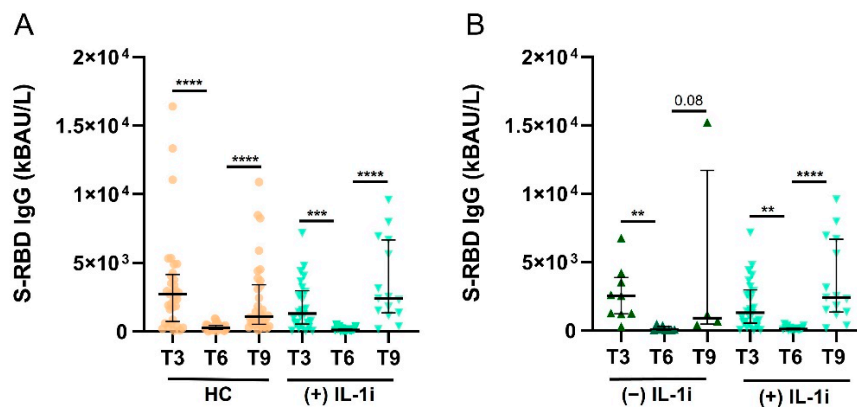 A
S-RBD IgG (kBAU/L)
2×10⁴
1.5×10⁴
1×10⁴
5×10³
0
****
****
***
****
T3 T6 T9 T3 T6 T9
HC (+) IL-1i
B
S-RBD IgG (kBAU/L)
2×10⁴
1.5×10⁴
1×10⁴
5×10³
0
**
0.08
**
****
T3 T6 T9 T3 T6 T9
(−) IL-1i (+) IL-1i